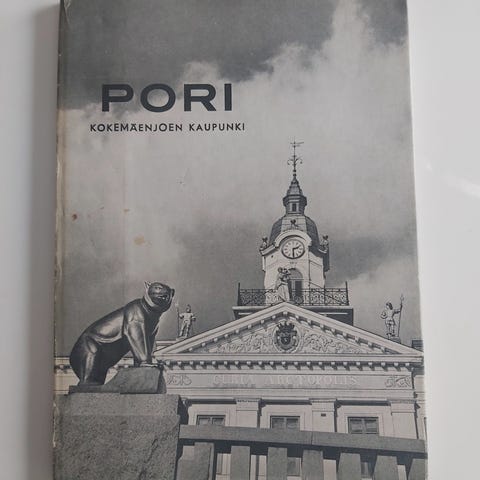 PORI
KOKEMÄENJOEN KAUPUNKI
CURIA ARCTOPOLIS